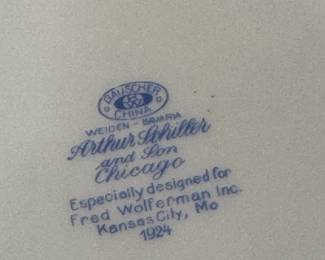 BAUSCHER
CHINA
WEIDEN - BAVARIA
Arthur Schiller
and Son
Chicago
Especially designed for
Fred Wolferman Inc.
Kansas City, Mo
1924